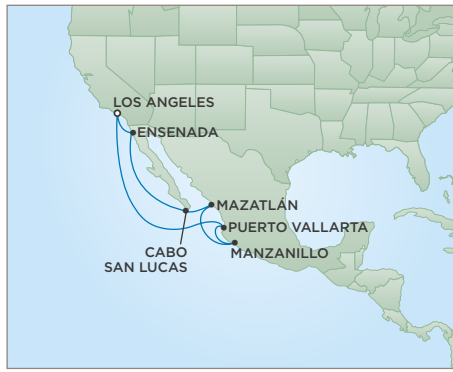 LOS ANGELES
ENSENADA
MAZATLÁN
PUERTO VALLARTA
CABO
SAN LUCAS
MANZANILLO